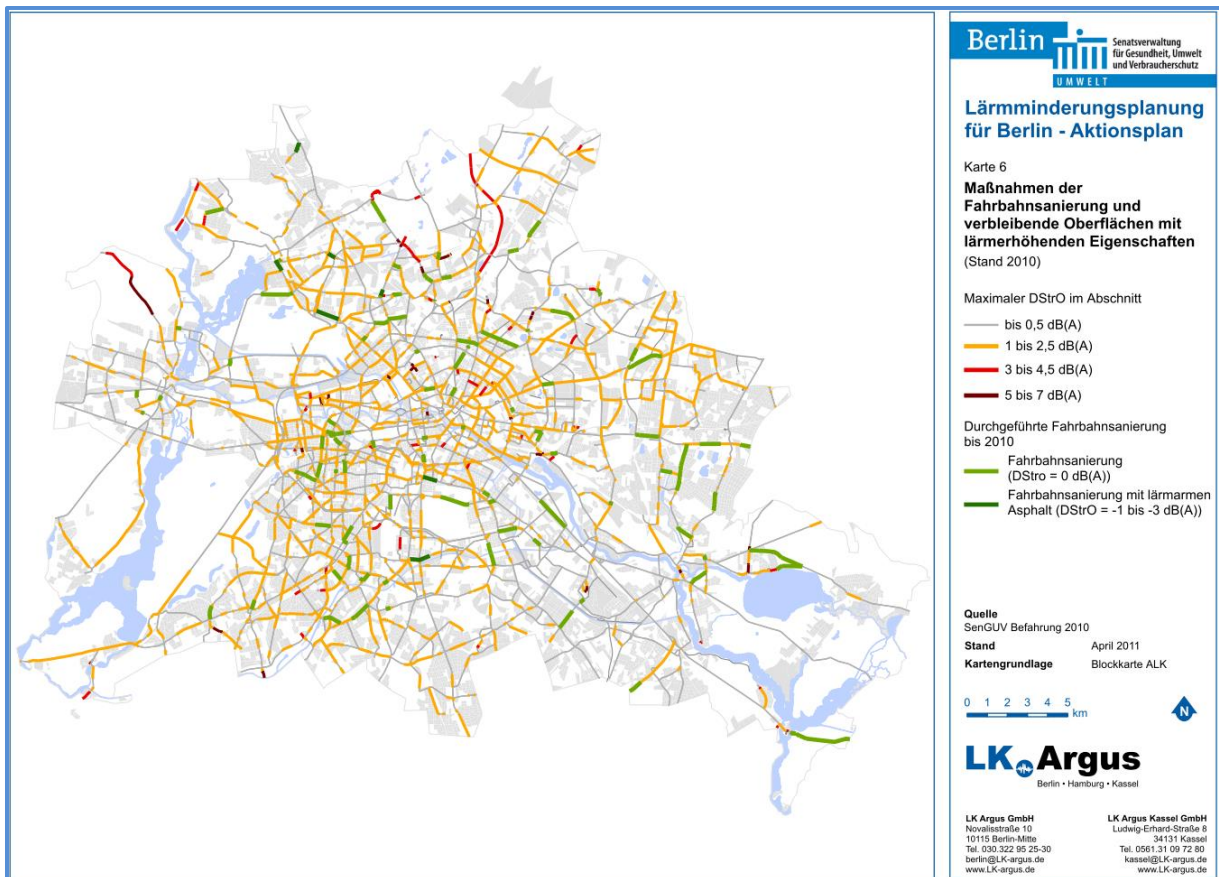 Berlin
Senatsverwaltung
für Gesundheit, Umwelt
und Verbraucherschutz
UMWELT
Lärmminderungsplanung
für Berlin - Aktionsplan
Karte 6
Maßnahmen der
Fahrbahnsanierung und
verbleibende Oberflächen mit
lärmerhöhenden Eigenschaften
(Stand 2010)
Maximaler DStrO im Abschnitt
bis 0,5 dB(A)
1 bis 2,5 dB(A)
3 bis 4,5 dB(A)
5 bis 7 dB(A)
Durchgeführte Fahrbahnsanierung
bis 2010
Fahrbahnsanierung
(DStro = 0 dB(A))
Fahrbahnsanierung mit lärmarmen
Asphalt (DStrO = -1 bis -3 dB(A))
Quelle
SenGUV Befahrung 2010
Stand April 2011
Kartengrundlage Blockkarte ALK
0 1 2 3 4 5
km
N
LK Argus
Berlin • Hamburg • Kassel
LK Argus GmbH
Novalisstraße 10
10115 Berlin-Mitte
Tel. 030.322 95 25-30
berlin@LK-argus.de
www.LK-argus.de
LK Argus Kassel GmbH
Ludwig-Erhard-Straße 8
34131 Kassel
Tel. 0561.31 09 72 80
kassel@LK-argus.de
www.LK-argus.de